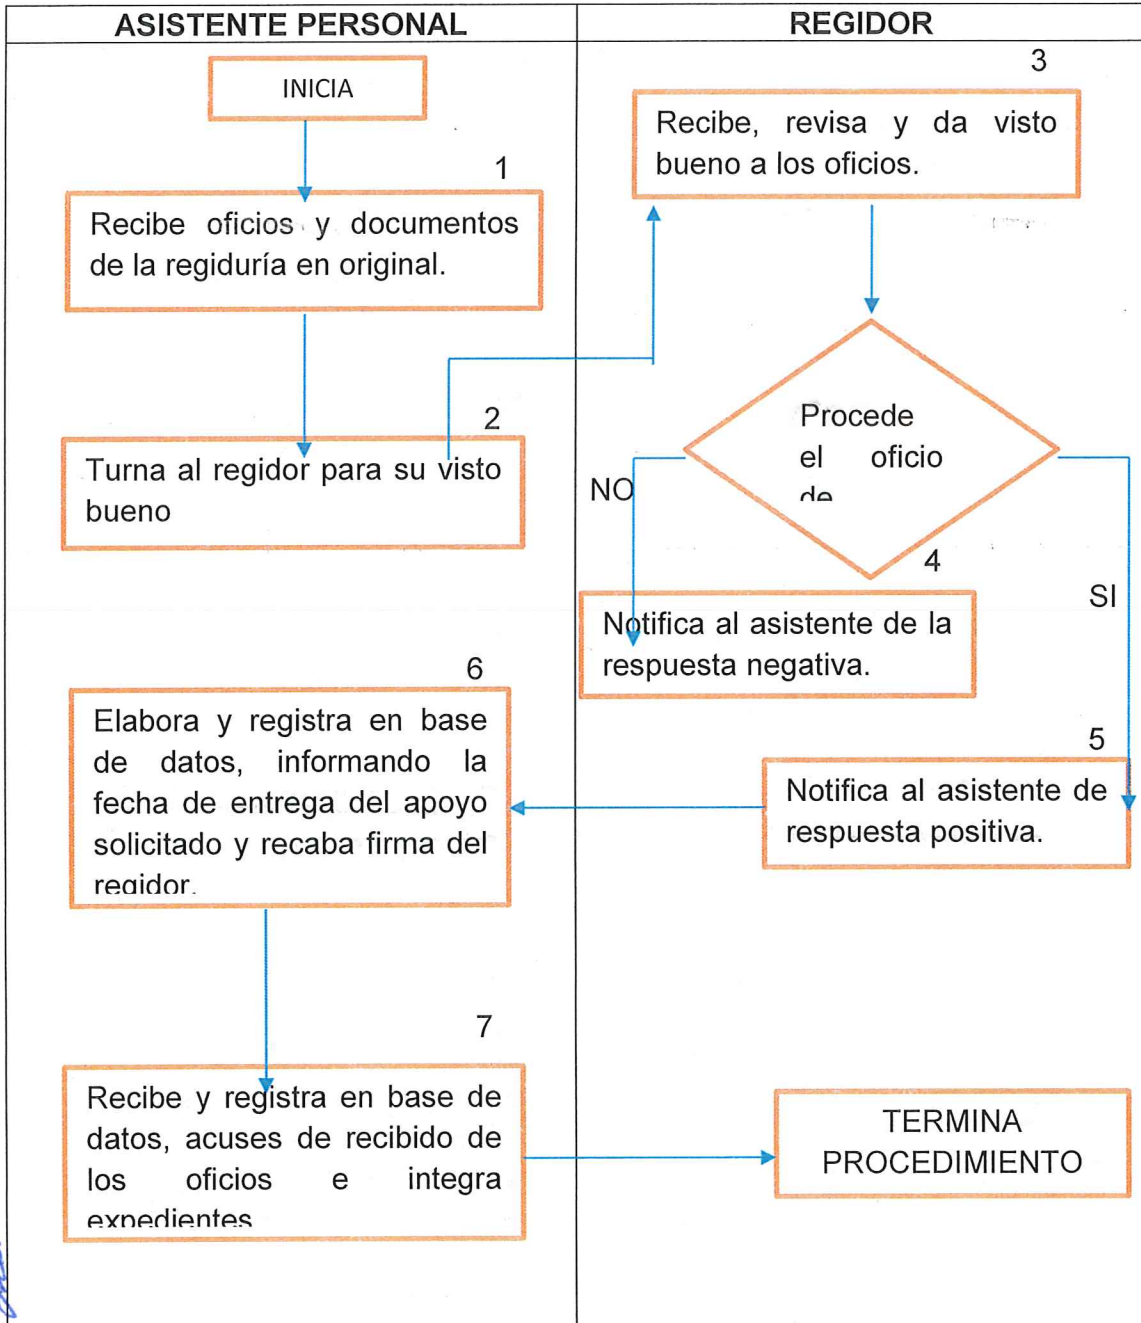 ASISTENTE PERSONAL
REGIDOR
INICIA
1
Recibe oficios y documentos
de la regiduría en original.
2
Turna al regidor para su visto
bueno
3
Recibe, revisa y da visto
bueno a los oficios.
Procede
el oficio
de
NO
SI
4
Notifica al asistente de la
respuesta negativa.
5
Notifica al asistente de
respuesta positiva.
6
Elabora y registra en base
de datos, informando la
fecha de entrega del apoyo
solicitado y recaba firma del
regidor.
7
Recibe y registra en base de
datos, acuses de recibido de
los oficios e integra
expedientes
TERMINA
PROCEDIMIENTO